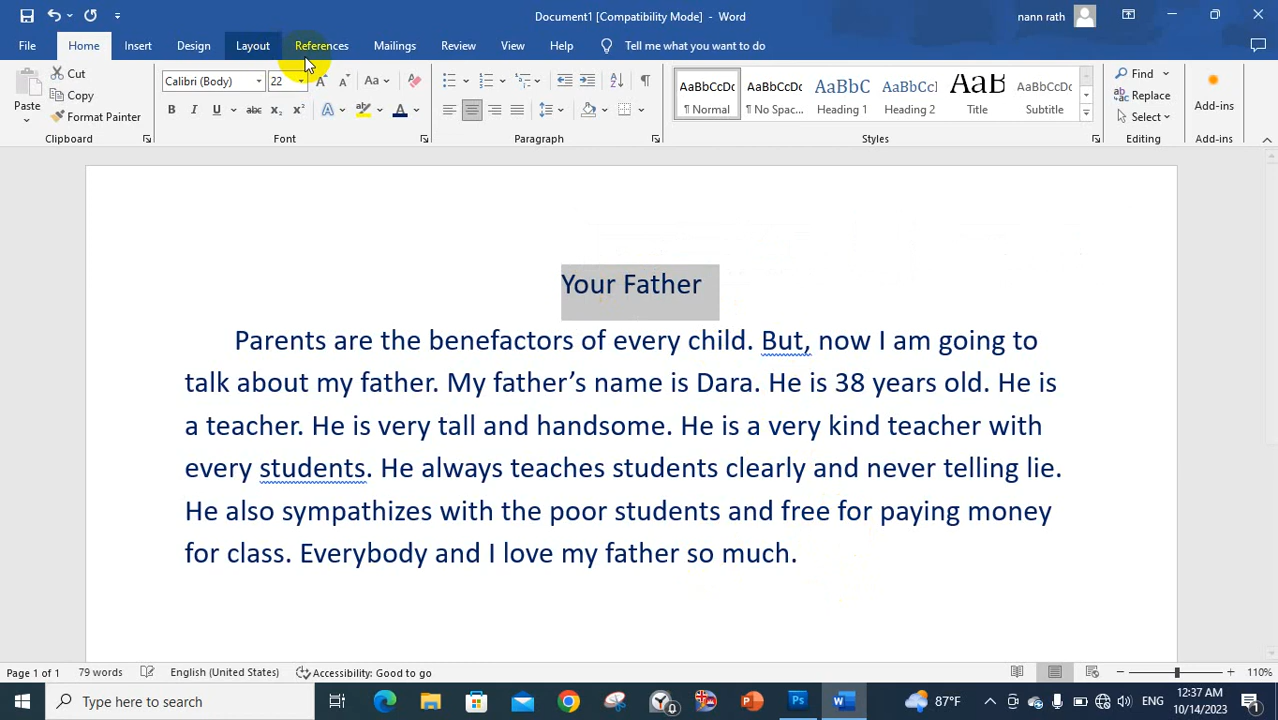 Document1 [Compatibility Mode] - Word
nann rath
File Home Insert Design Layout References Mailings Review View Help Tell me what you want to do
Paste
Cut
Copy
Format Painter
Clipboard
Calibri (Body) 22
Font
Paragraph
AaBbCcDc AaBbCcDc AaBbCc AaBbCcC AaB AaBbCcD
¶ Normal ¶ No Spac... Heading 1 Heading 2 Title Subtitle
Styles
Find
Replace
Select
Editing
Add-ins
Add-ins
Your Father
Parents are the benefactors of every child. But, now I am going to
talk about my father. My father’s name is Dara. He is 38 years old. He is
a teacher. He is very tall and handsome. He is a very kind teacher with
every students. He always teaches students clearly and never telling lie.
He also sympathizes with the poor students and free for paying money
for class. Everybody and I love my father so much.
Page 1 of 1 79 words English (United States) Accessibility: Good to go 110%
Type here to search
87°F ENG
12:37 AM
10/14/2023